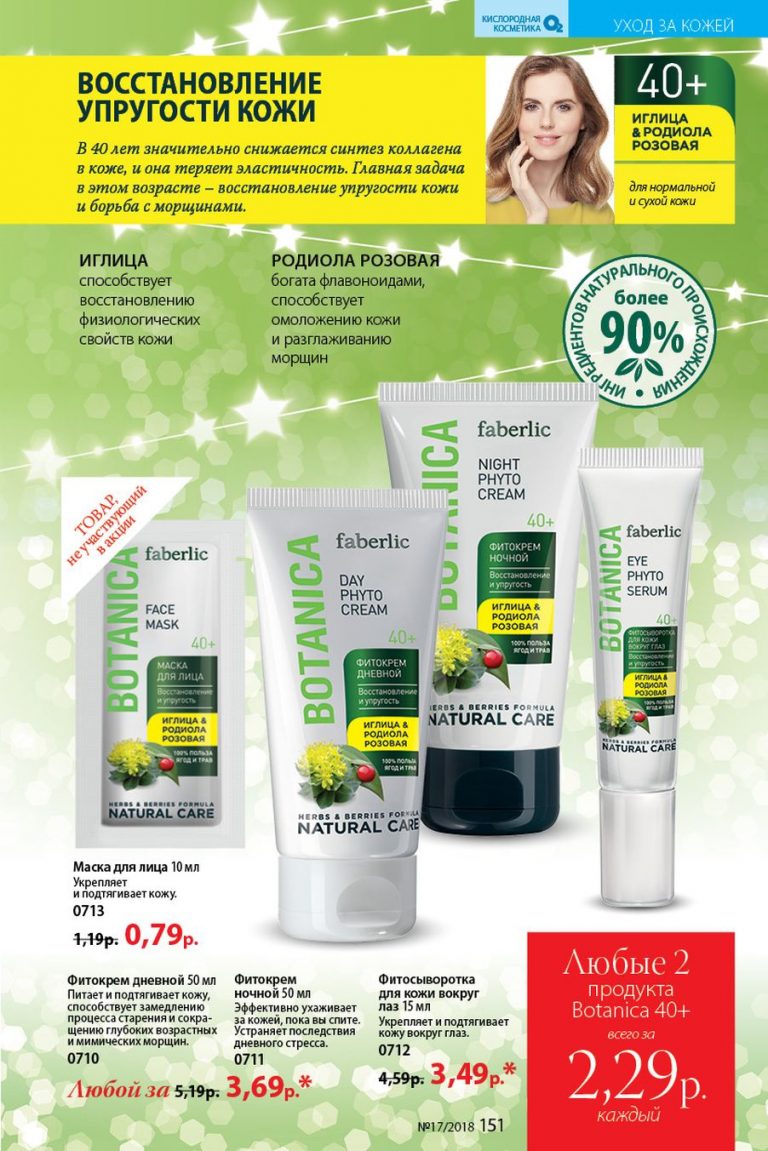 КИСЛОРОДНАЯ
КОСМЕТИКА O2
УХОД ЗА КОЖЕЙ
ВОССТАНОВЛЕНИЕ
УПРУГОСТИ КОЖИ
В 40 лет значительно снижается синтез коллагена
в коже, и она теряет эластичность. Главная задача
в этом возрасте – восстановление упругости кожи
и борьба с морщинами.
40+
ИГЛИЦА
& РОДИОЛА
РОЗОВАЯ
для нормальной
и сухой кожи
ИГЛИЦА
способствует
восстановлению
физиологических
свойств кожи
РОДИОЛА РОЗОВАЯ
богата флавоноидами,
способствует
омоложению кожи
и разглаживанию
морщин
более
90%
ИНГРЕДИЕНТОВ НАТУРАЛЬНОГО ПРОИСХОЖДЕНИЯ
ТОВАР,
не участвующий
в акции
BOTANICA
faberlic
FACE
MASK
40+
МАСКА
ДЛЯ ЛИЦА
Восстановление
и упругость
ИГЛИЦА &
РОДИОЛА
РОЗОВАЯ
100% ПОЛЬЗА
ЯГОД И ТРАВ
HERBS & BERRIES FORMULA
NATURAL CARE
BOTANICA
faberlic
DAY
PHYTO
CREAM
40+
ФИТОКРЕМ
ДНЕВНОЙ
Восстановление
и упругость
ИГЛИЦА &
РОДИОЛА
РОЗОВАЯ
100% ПОЛЬЗА
ЯГОД И ТРАВ
HERBS & BERRIES FORMULA
NATURAL CARE
BOTANICA
faberlic
NIGHT
PHYTO
CREAM
40+
ФИТОКРЕМ
НОЧНОЙ
Восстановление
и упругость
ИГЛИЦА &
РОДИОЛА
РОЗОВАЯ
100% ПОЛЬЗА
ЯГОД И ТРАВ
HERBS & BERRIES FORMULA
NATURAL CARE
BOTANICA
faberlic
EYE
PHYTO
SERUM
40+
ФИТОСЫВОРОТКА
ДЛЯ КОЖИ
ВОКРУГ ГЛАЗ
Восстановление
и упругость
ИГЛИЦА &
РОДИОЛА
РОЗОВАЯ
100% ПОЛЬЗА
ЯГОД И ТРАВ
HERBS & BERRIES FORMULA
NATURAL CARE
Маска для лица 10 мл
Укрепляет
и подтягивает кожу.
0713
1,19р. 0,79р.
Фитокрем дневной 50 мл
Питает и подтягивает кожу,
способствует замедлению
процесса старения и сокра-
щению глубоких возрастных
и мимических морщин.
0710
Фитокрем
ночной 50 мл
Эффективно ухаживает
за кожей, пока вы спите.
Устраняет последствия
дневного стресса.
0711
Любой за 5,19р. 3,69р.*
Фитосыворотка
для кожи вокруг
глаз 15 мл
Укрепляет и подтягивает
кожу вокруг глаз.
0712
4,59р. 3,49р.*
Любые 2
продукта
Botanica 40+
всего за
2,29р.
каждый
№17/2018 151